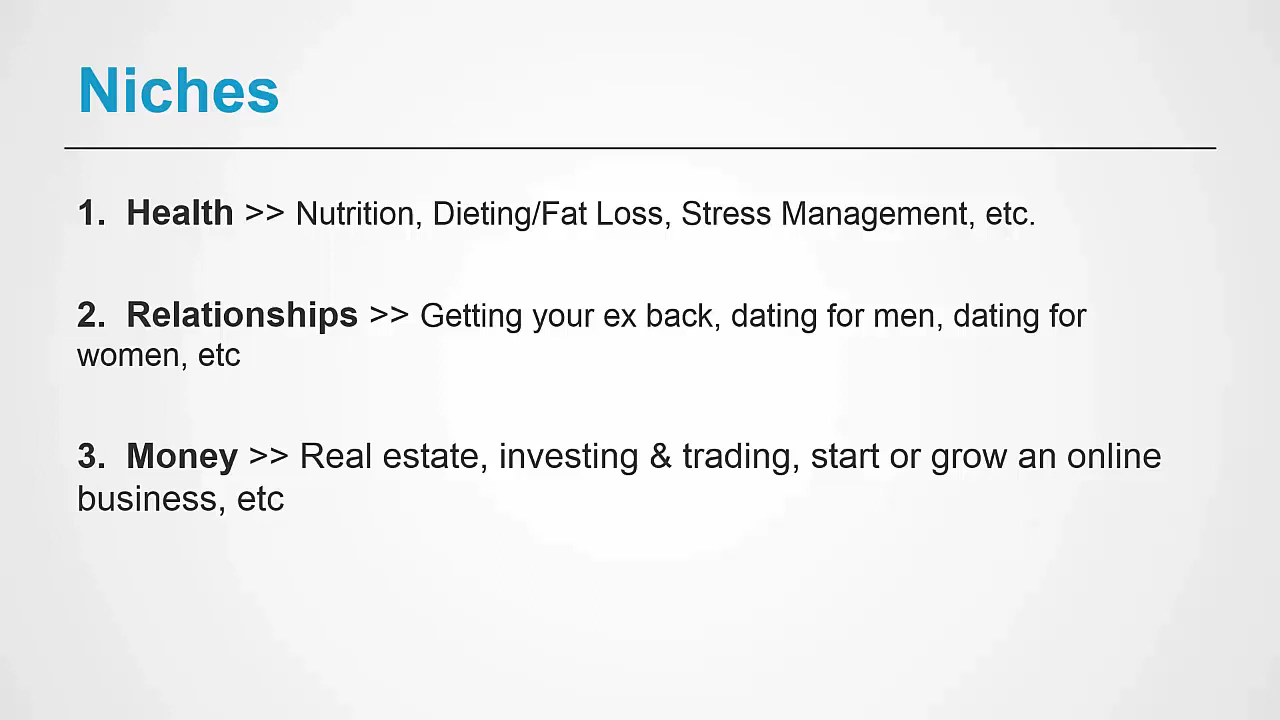 Niches
1. Health >> Nutrition, Dieting/Fat Loss, Stress Management, etc.
2. Relationships >> Getting your ex back, dating for men, dating for
women, etc
3. Money >> Real estate, investing & trading, start or grow an online
business, etc